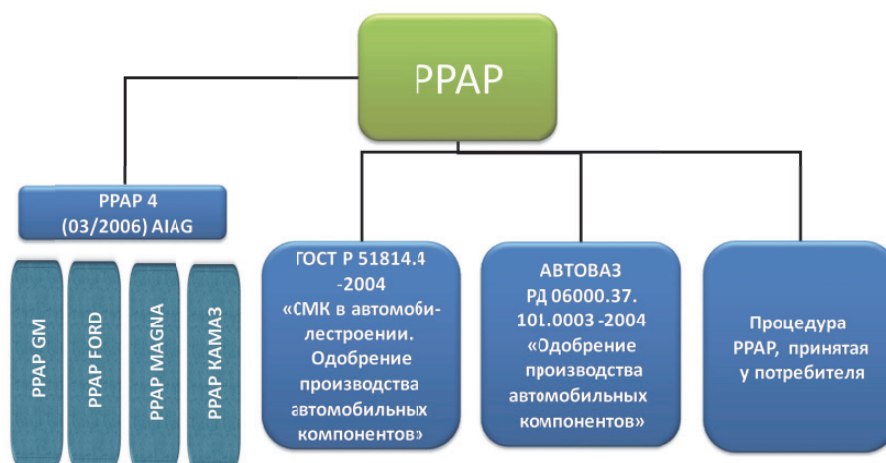 PPAP
PPAP 4
(03/2006) AIAG
PPAP GM
PPAP FORD
PPAP MAGNA
PPAP КАМАЗ
ГОСТ Р 51814.4
-2004
«СМК в автомоби-
лестроении.
Одобрение
производства
автомобильных
компонентов»
АВТОВАЗ
РД 06000.37.
101.0003 -2004
«Одобрение
производства
автомобильных
компонентов»
Процедура
PPAP, принятая
у потребителя